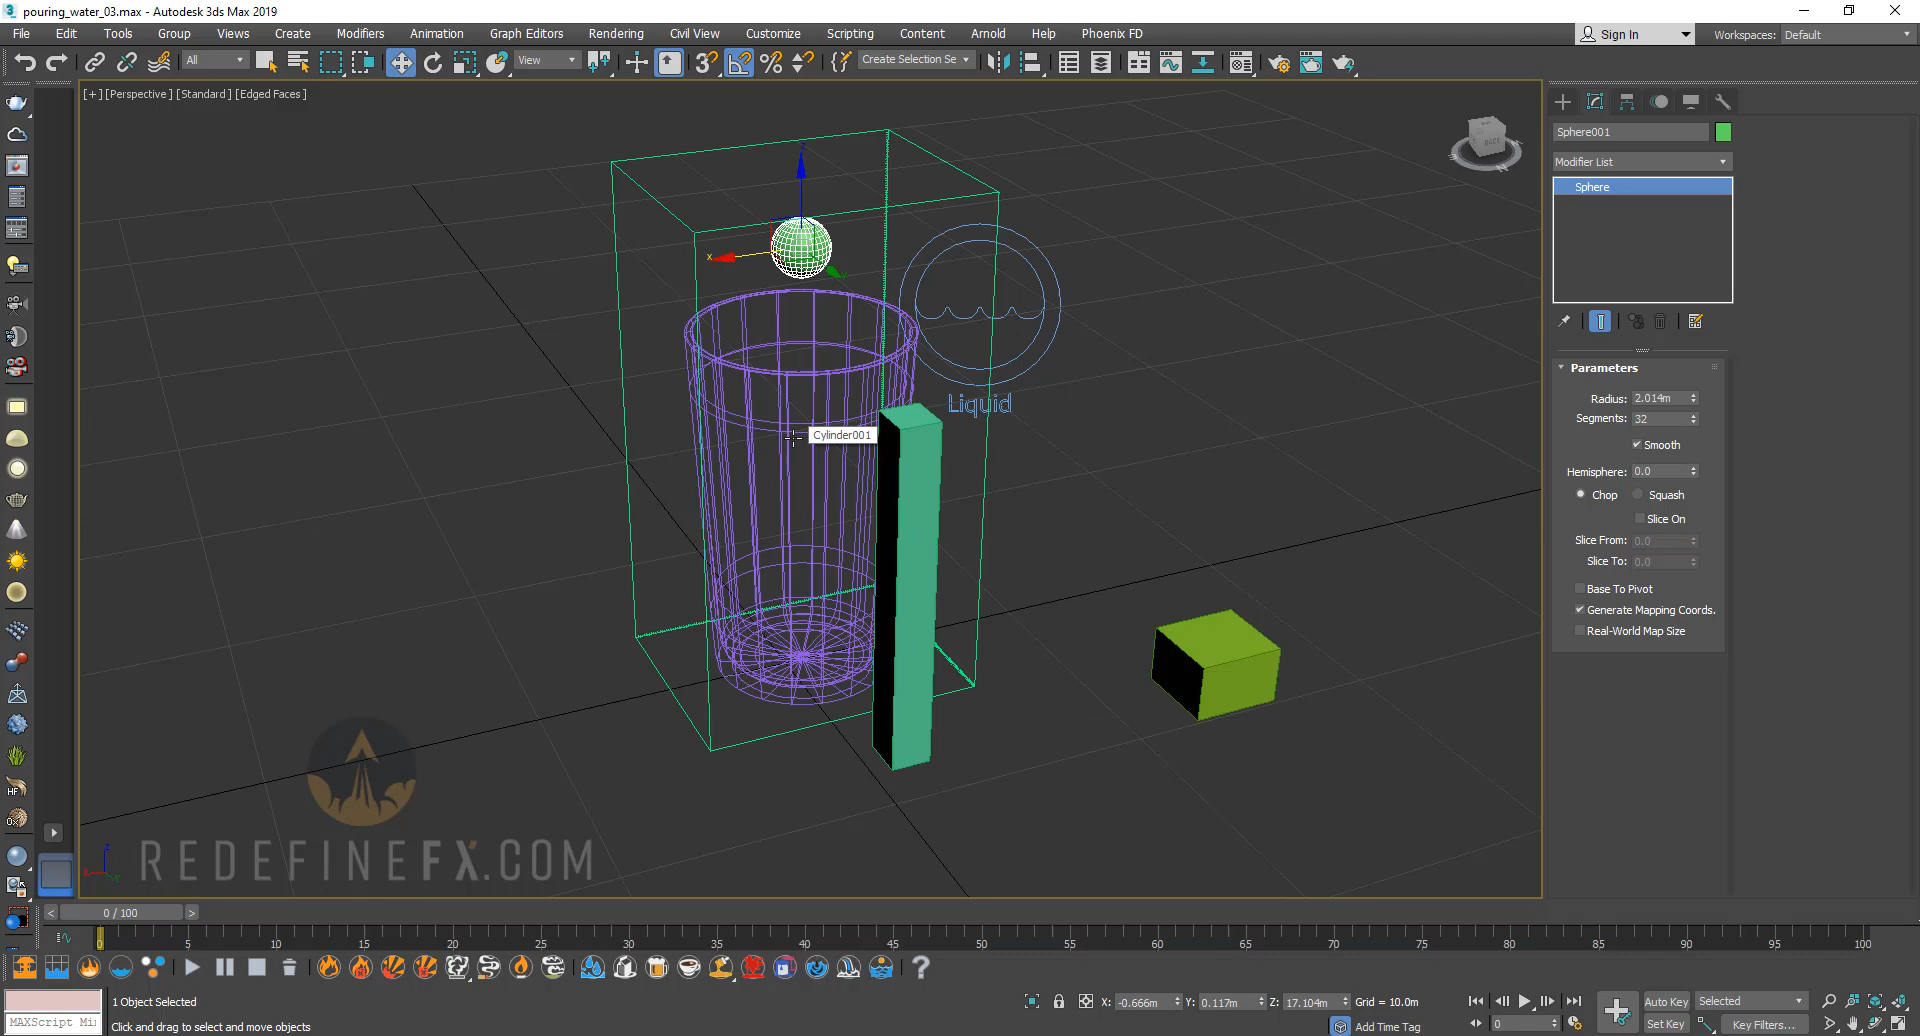 pouring_water_03.max - Autodesk 3ds Max 2019
File Edit Tools Group Views Create Modifiers Animation Graph Editors Rendering Civil View Customize Scripting Content Arnold Help Phoenix FD
Sign In Workspaces: Default
All View Create Selection Se
[+] [Perspective] [Standard] [Edged Faces]
Sphere001
Modifier List
Sphere
Parameters
Radius: 2.014m
Segments: 32
Smooth
Hemisphere: 0.0
Chop Squash
Slice On
Slice From: 0.0
Slice To: 0.0
Base To Pivot
Generate Mapping Coords.
Real-World Map Size
z
x
Liquid
Cylinder001
HF
REDEFINEFX.COM
< 0 / 100 >
0 5 10 15 20 25 30 35 40 45 50 55 60 65 70 75 80 85 90 95 100
1 Object Selected
MAXScript Mi
Click and drag to select and move objects
X: -0.666m Y: 0.117m Z: 17.104m Grid = 10.0m
Add Time Tag
0
Auto Key Selected
Set Key Key Filters...